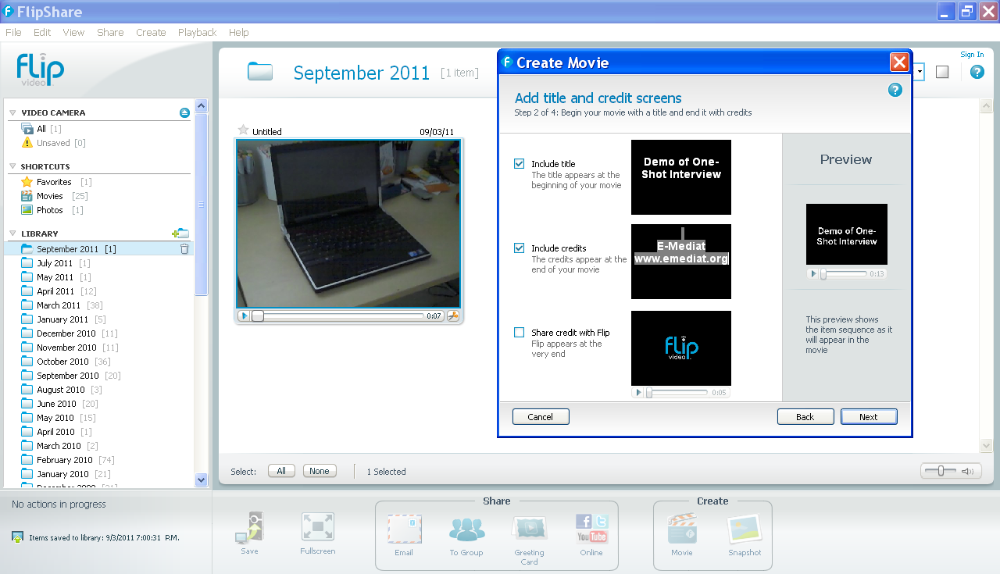 FlipShare
File Edit View Share Create Playback Help
flip
video
VIDEO CAMERA
All [1]
Unsaved [0]
SHORTCUTS
Favorites [1]
Movies [25]
Photos [1]
LIBRARY
September 2011 [1]
July 2011 [1]
May 2011 [1]
April 2011 [12]
March 2011 [38]
January 2011 [5]
December 2010 [11]
November 2010 [11]
October 2010 [36]
September 2010 [20]
August 2010 [3]
June 2010 [20]
May 2010 [15]
April 2010 [1]
March 2010 [2]
February 2010 [74]
January 2010 [21]
September 2011 [1 item]
Sign In
Untitled 09/03/11
0:07
Create Movie
Add title and credit screens
Step 2 of 4: Begin your movie with a title and end it with credits
Include title
The title appears at the
beginning of your movie
Demo of One-
Shot Interview
Include credits
The credits appear at the
end of your movie
E-Mediat
www.emediat.org
Share credit with Flip
Flip appears at the
very end
flip
video
0:05
Preview
Demo of One-
Shot Interview
0:13
This preview shows
the item sequence as it
will appear in the
movie
Cancel Back Next
Select: All None 1 Selected
No actions in progress
Items saved to library: 9/3/2011 7:00:31 P.M.
Save
Fullscreen
Share
Email
To Group
Greeting
Card
You Tube
Online
Create
Movie
Snapshot